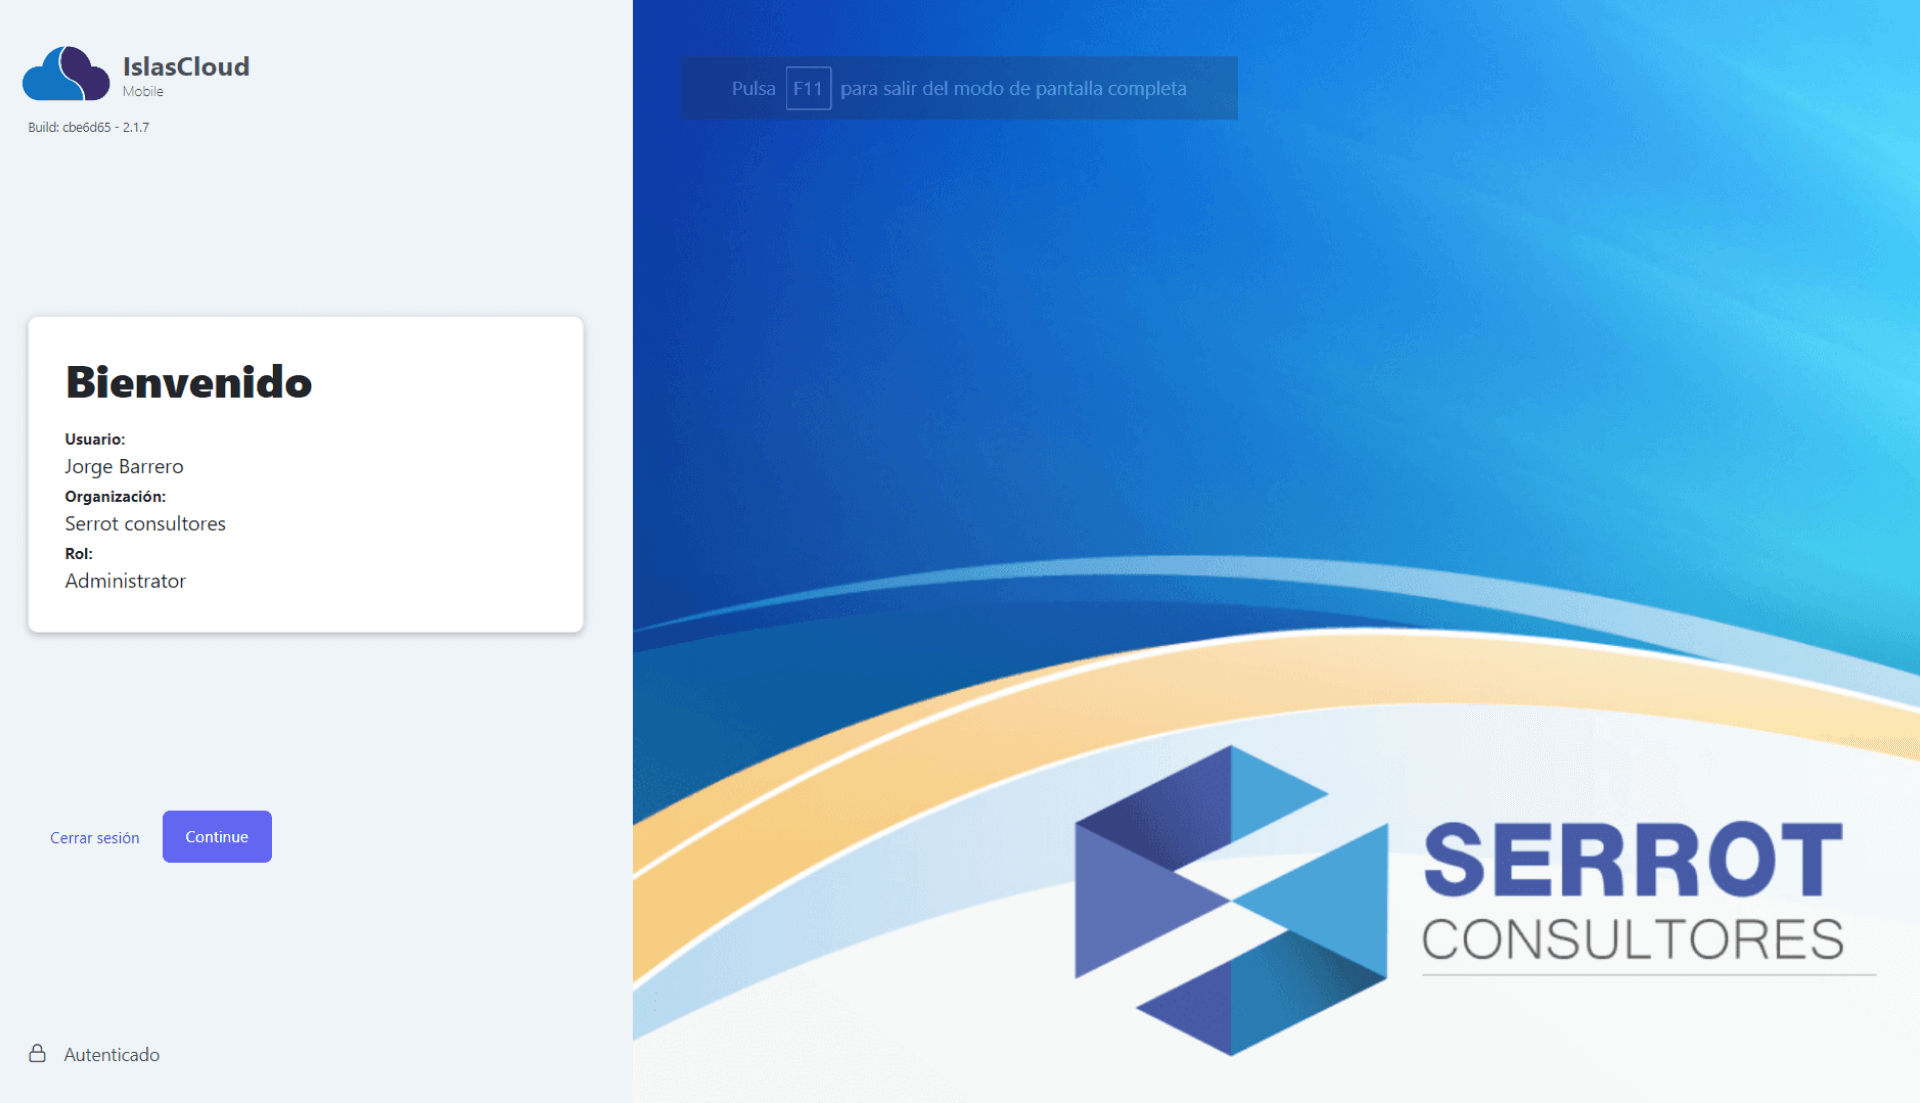 IslasCloud
Mobile
Build: cbe6d65 - 2.1.7
Pulsa F11 para salir del modo de pantalla completa
Bienvenido
Usuario:
Jorge Barrero
Organización:
Serrot consultores
Rol:
Administrator
Cerrar sesión Continue
Autenticado
SERROT
CONSULTORES